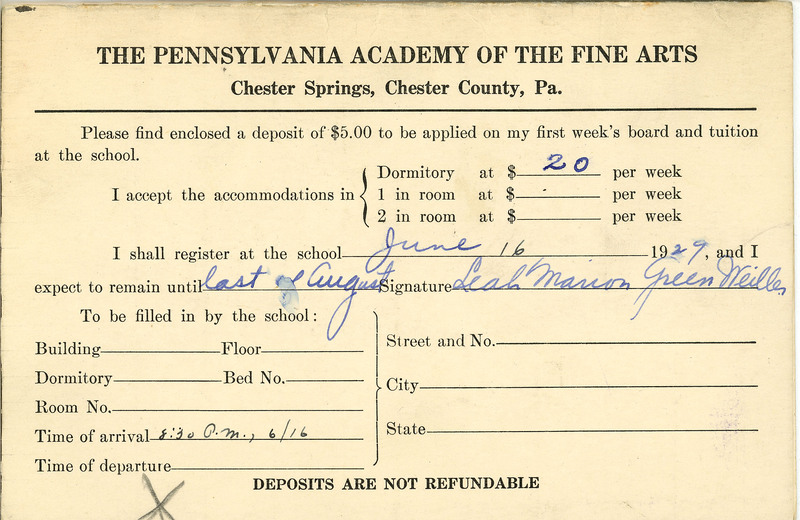 THE PENNSYLVANIA ACADEMY OF THE FINE ARTS
Chester Springs, Chester County, Pa.
Please find enclosed a deposit of $5.00 to be applied on my first week's board and tuition
at the school.
I accept the accommodations in
Dormitory at $ 20 per week
1 in room at $ per week
2 in room at $ per week
I shall register at the school June 16 1929, and I
expect to remain until last of August Signature Leah Marion Green Weiller
To be filled in by the school:
Building Floor
Dormitory Bed No.
Room No.
Time of arrival 8:30 P.M., 6/16
Time of departure
Street and No.
City
State
DEPOSITS ARE NOT REFUNDABLE